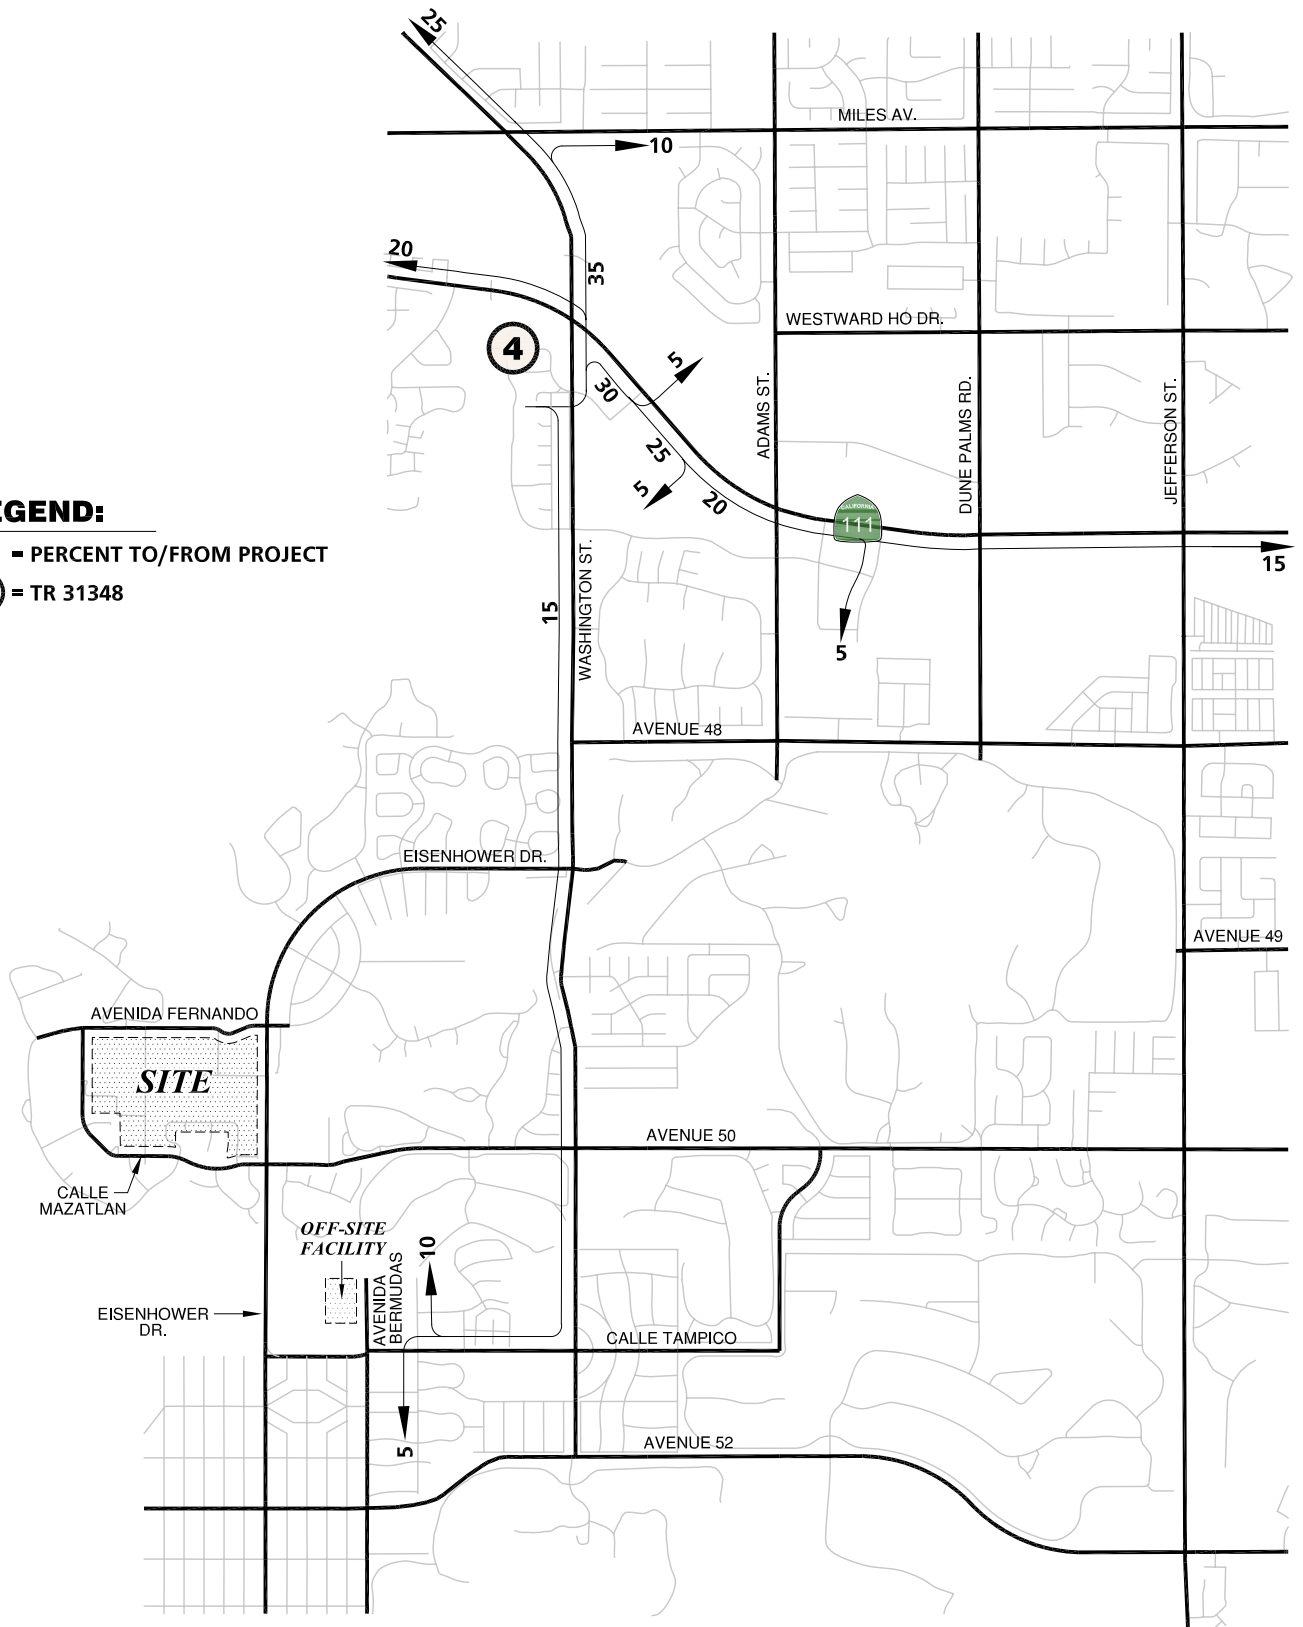 25
MILES AV.
10
20
35
WESTWARD HO DR.
4
5
30
ADAMS ST.
DUNE PALMS RD.
JEFFERSON ST.
25
5
20
CALIFORNIA
111
EGEND:
= PERCENT TO/FROM PROJECT
= TR 31348
15
15
WASHINGTON ST.
5
AVENUE 48
EISENHOWER DR.
AVENUE 49
AVENIDA FERNANDO
SITE
AVENUE 50
CALLE
MAZATLAN
OFF-SITE
FACILITY
10
AVENIDA
BERMUDAS
EISENHOWER
DR.
CALLE TAMPICO
5
AVENUE 52